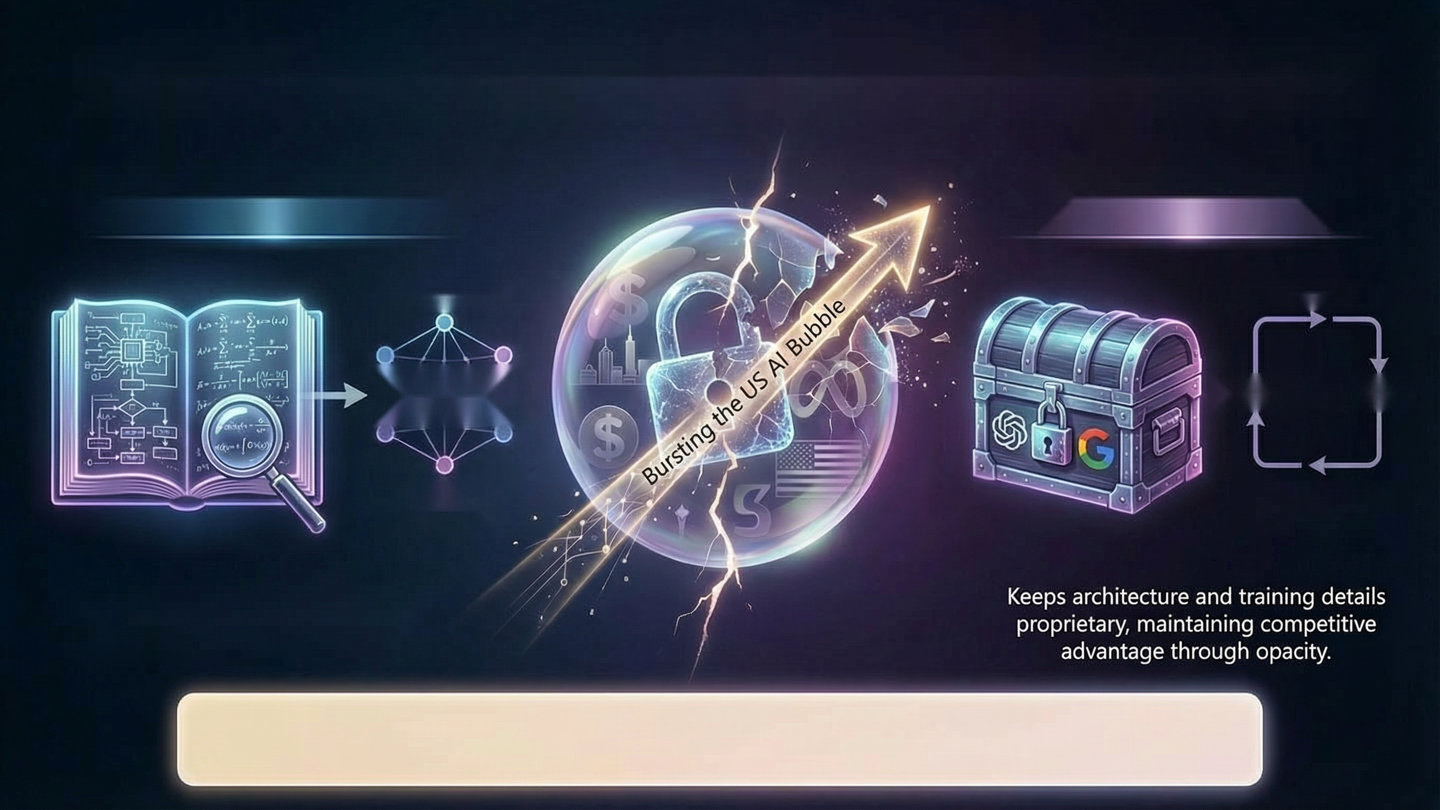 Bursting the US AI Bubble
Keeps architecture and training details
proprietary, maintaining competitive
advantage through opacity.